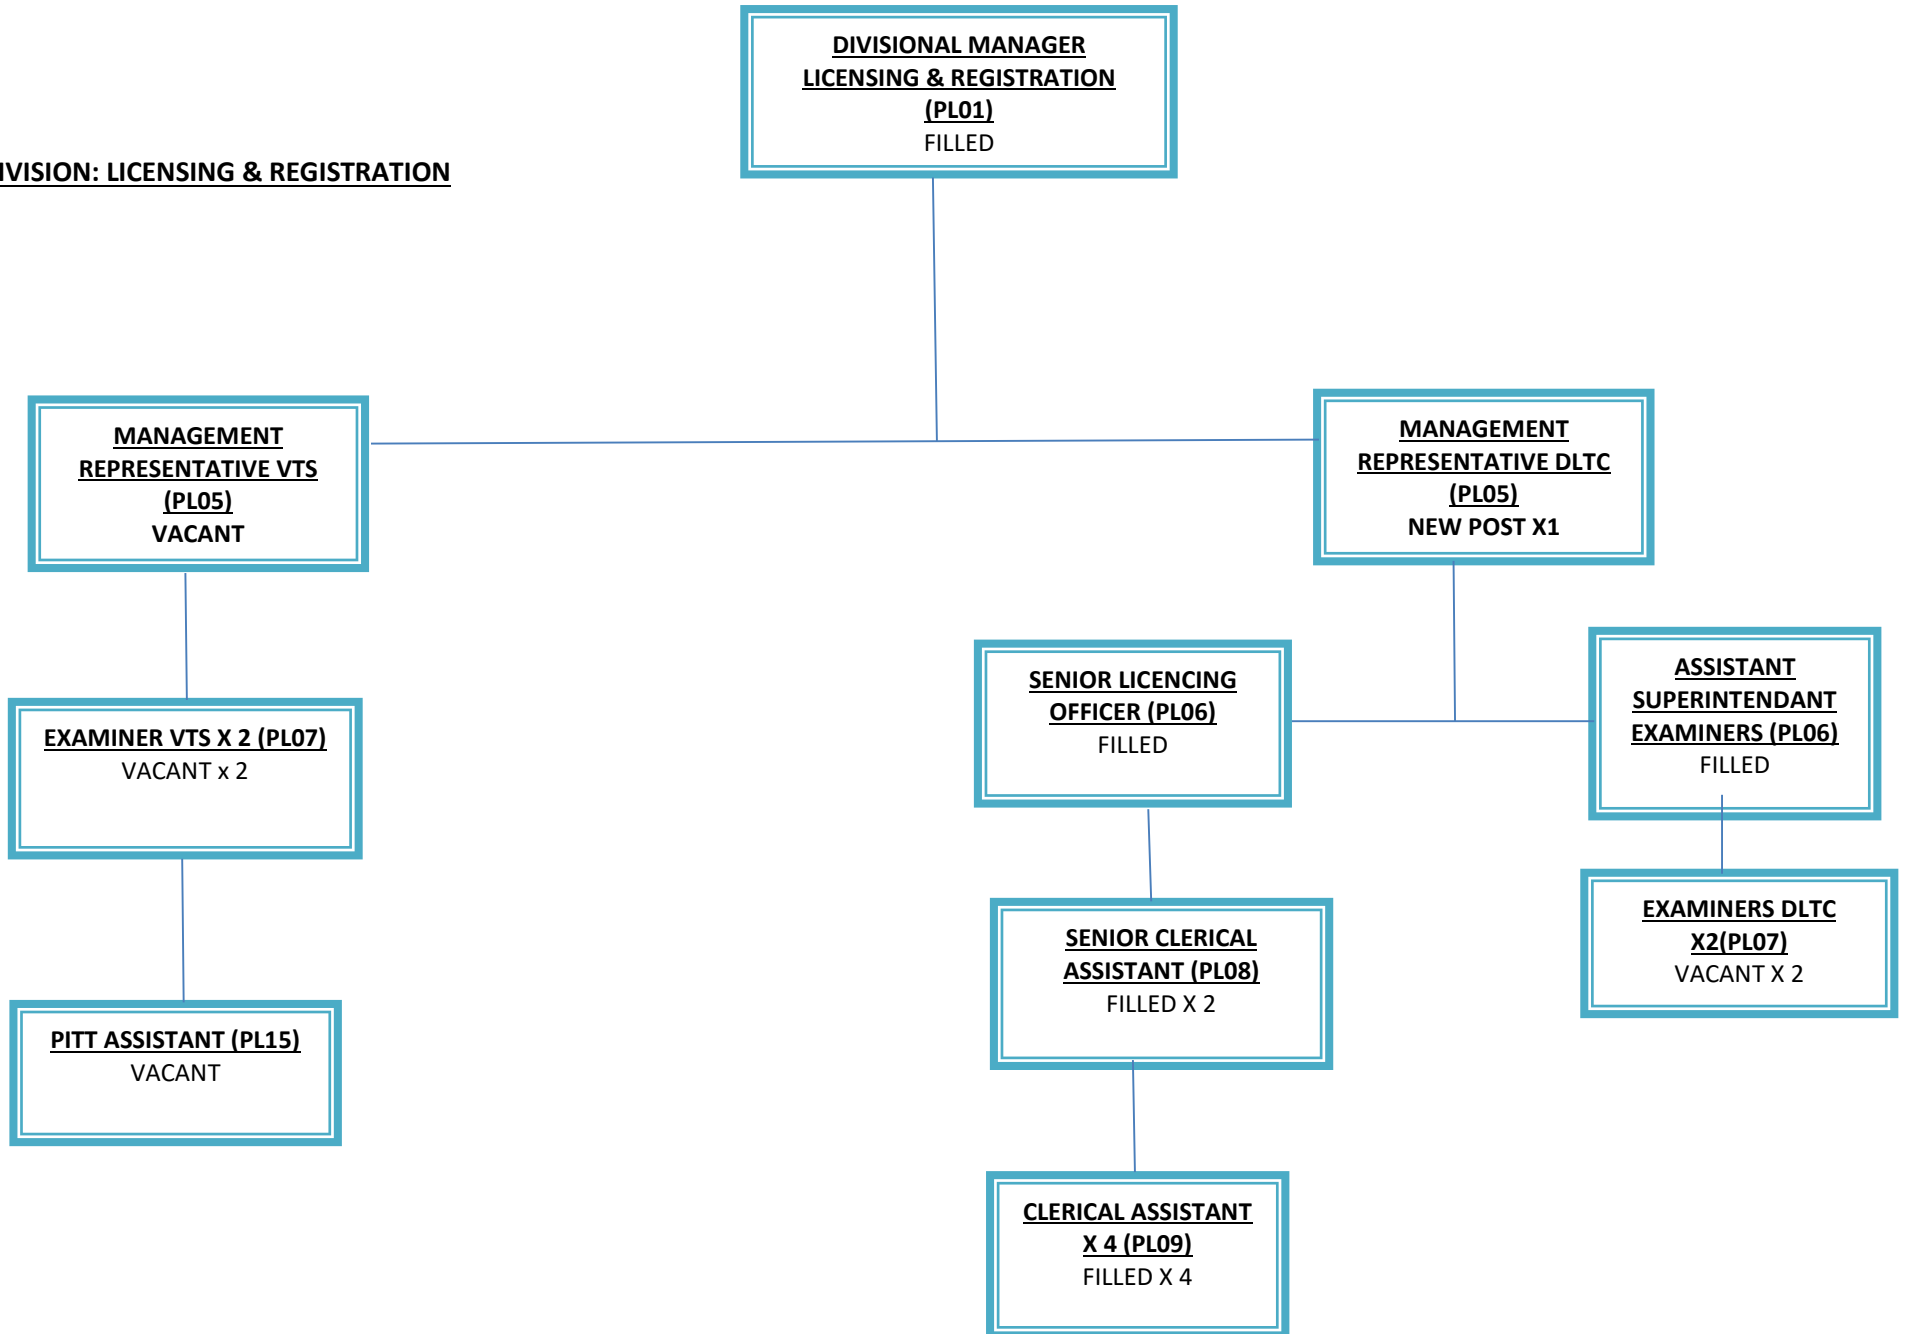 DIVISIONAL MANAGER
LICENSING & REGISTRATION
(PL01)
FILLED
IVISION: LICENSING & REGISTRATION
MANAGEMENT
REPRESENTATIVE VTS
(PL05)
VACANT
MANAGEMENT
REPRESENTATIVE DLTC
(PL05)
NEW POST X1
SENIOR LICENCING
OFFICER (PL06)
FILLED
ASSISTANT
SUPERINTENDANT
EXAMINERS (PL06)
FILLED
EXAMINER VTS X 2 (PL07)
VACANT x 2
SENIOR CLERICAL
ASSISTANT (PL08)
FILLED X 2
EXAMINERS DLTC
X2(PL07)
VACANT X 2
PITT ASSISTANT (PL15)
VACANT
CLERICAL ASSISTANT
X 4 (PL09)
FILLED X 4